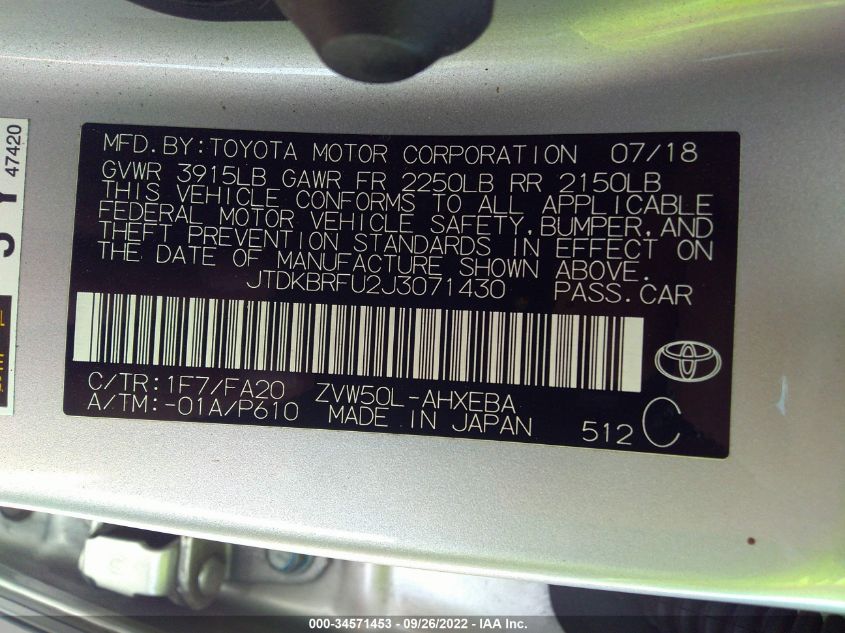 MFD. BY: TOYOTA MOTOR CORPORATION 07/18
GVWR 3915LB GAWR FR 2250LB RR 2150LB
THIS VEHICLE CONFORMS TO ALL APPLICABLE
FEDERAL MOTOR VEHICLE SAFETY, BUMPER, AND
THEFT PREVENTION STANDARDS IN EFFECT ON
THE DATE OF MANUFACTURE SHOWN ABOVE.
JTDKBRFU2J3071430 PASS. CAR
C/TR: 1F7/FA20 ZVW50L-AHXEBA
A/TM: -01A/P610 MADE IN JAPAN
512 C
47420
000-34571453 - 09/26/2022 - IAA Inc.